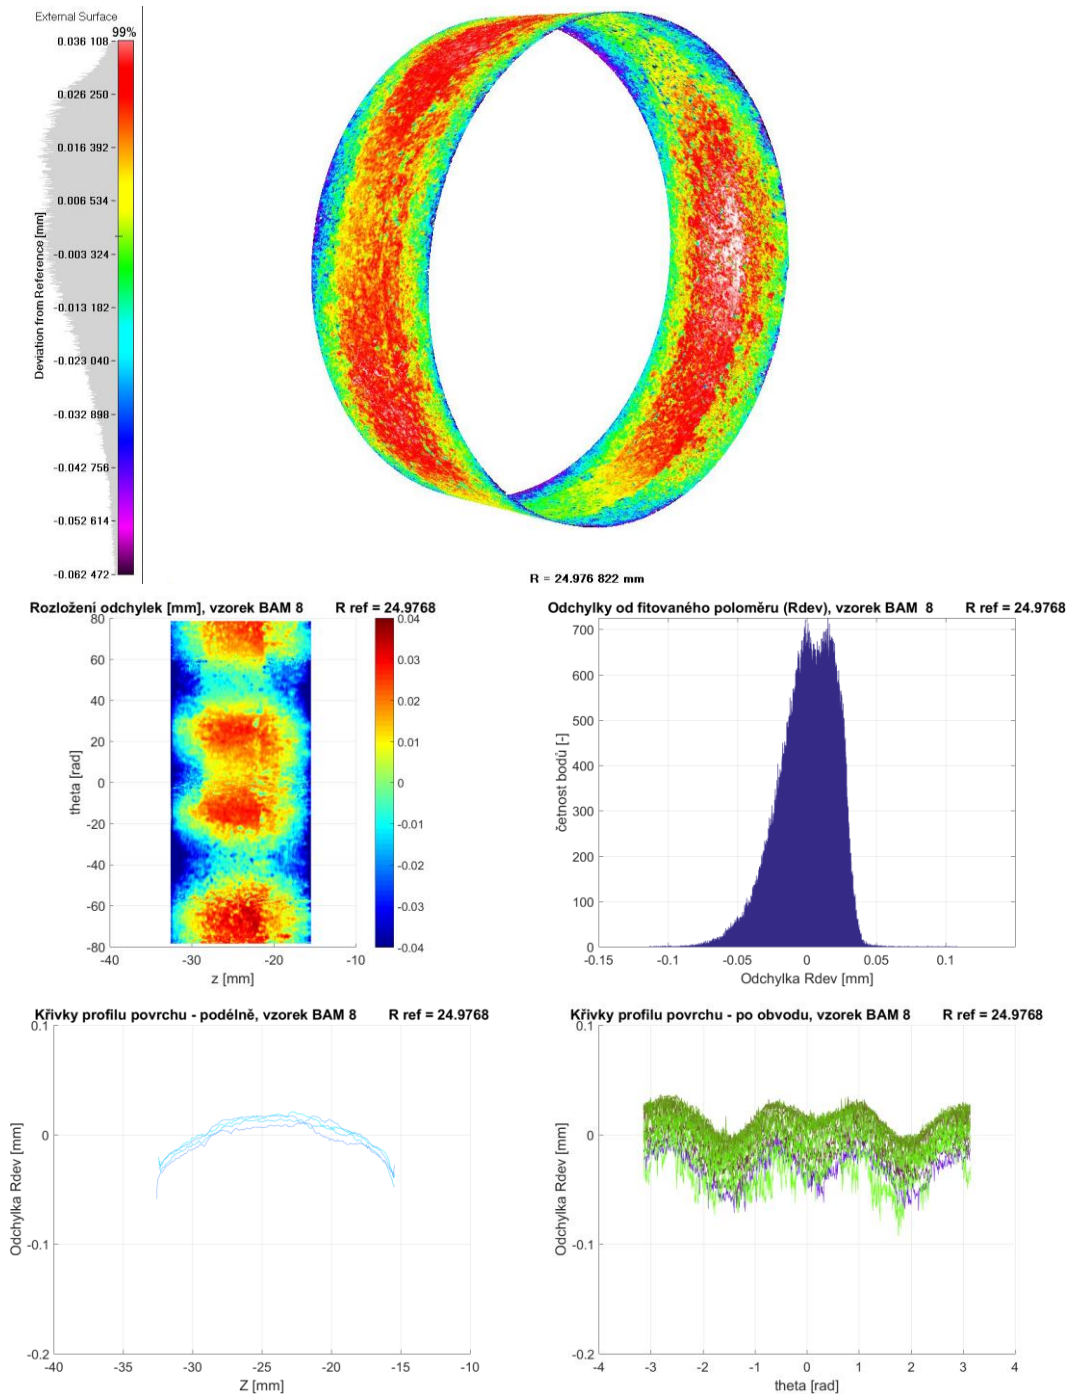 External Surface
99%
0.036 108
0.026 250
0.016 392
0.006 534
-0.003 324
-0.013 182
-0.023 040
-0.032 898
-0.042 756
-0.052 614
-0.062 472
Deviation from Reference [mm]
R = 24.976 822 mm
Rozložení odchylek [mm], vzorek BAM 8 R ref = 24.9768
80
60
40
20
0
-20
-40
-60
-80
theta [rad]
-40 -30 -20 -10
z [mm]
0.04
0.03
0.02
0.01
0
-0.01
-0.02
-0.03
-0.04
Odchylky od fitovaného poloměru (Rdev), vzorek BAM 8 R ref = 24.9768
700
600
500
400
300
200
100
0
četnost bodů [-]
-0.15 -0.1 -0.05 0 0.05 0.1
Odchylka Rdev [mm]
Křivky profilu povrchu - podélně, vzorek BAM 8 R ref = 24.9768
0.1
0
-0.1
-0.2
Odchylka Rdev [mm]
-40 -35 -30 -25 -20 -15 -10
Z [mm]
Křivky profilu povrchu - po obvodu, vzorek BAM 8 R ref = 24.9768
0.1
0
-0.1
-0.2
Odchylka Rdev [mm]
-4 -3 -2 -1 0 1 2 3 4
theta [rad]